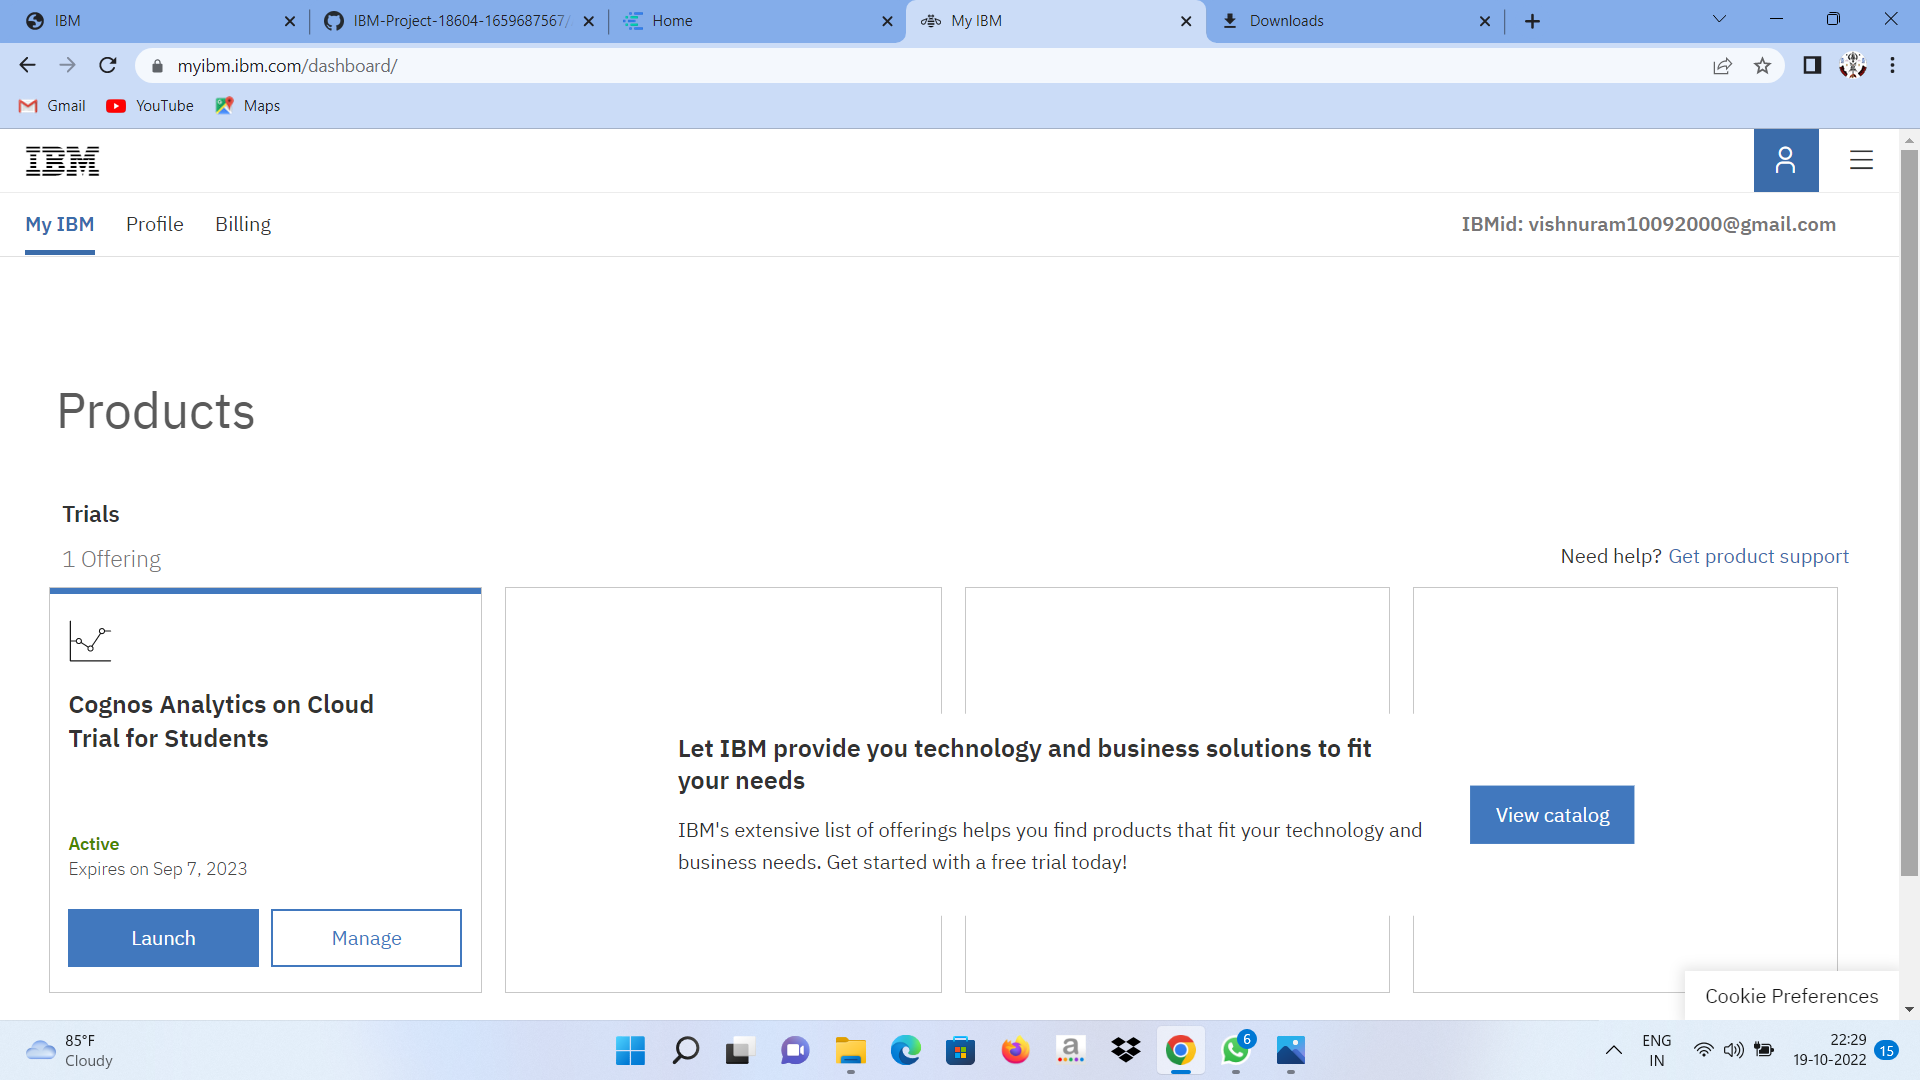 IBM
IBM-Project-18604-1659687567/
Home
My IBM
Downloads
myibm.ibm.com/dashboard/
Gmail
YouTube
Maps
IBM
My IBM
Profile
Billing
IBMid: vishnuram10092000@gmail.com
Products
Trials
1 Offering
Need help? Get product support
Cognos Analytics on Cloud
Trial for Students
Active
Expires on Sep 7, 2023
Launch
Manage
Let IBM provide you technology and business solutions to fit
your needs
IBM's extensive list of offerings helps you find products that fit your technology and
business needs. Get started with a free trial today!
View catalog
Cookie Preferences
85°F
Cloudy
a
6
ENG
IN
22:29
19-10-2022
15